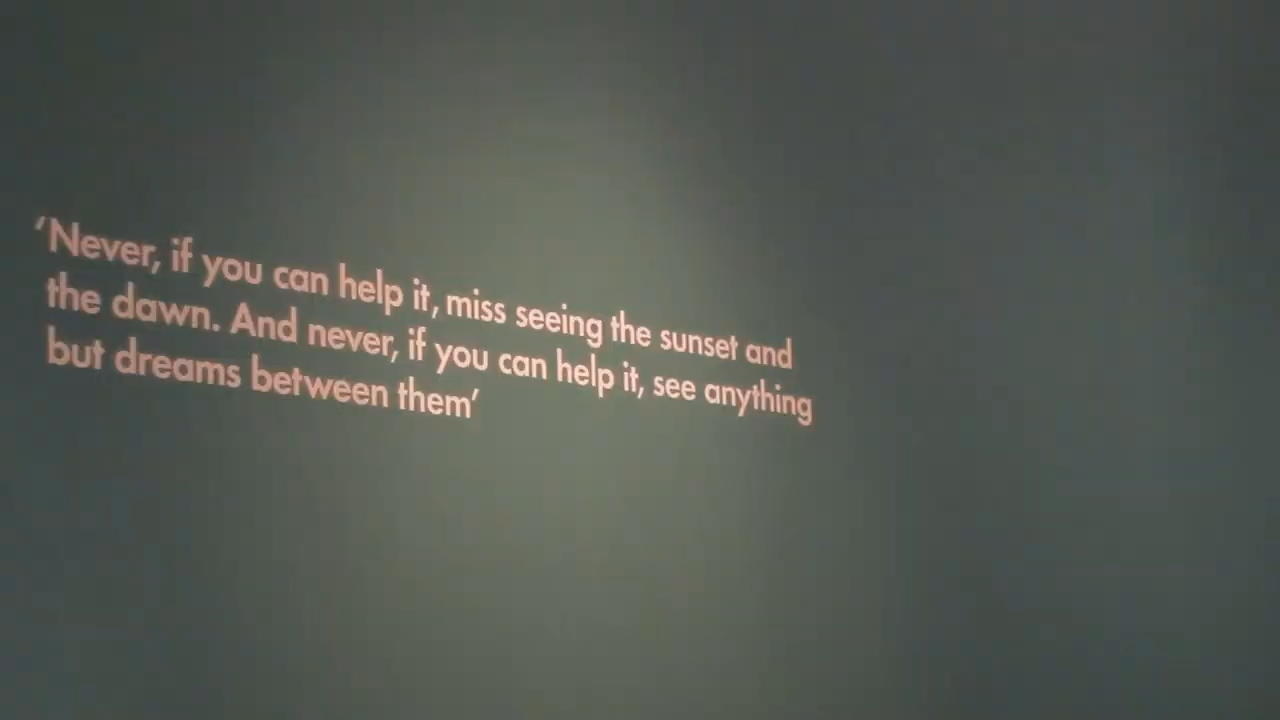 ‘Never, if you can help it, miss seeing the sunset and
the dawn. And never, if you can help it, see anything
but dreams between them’